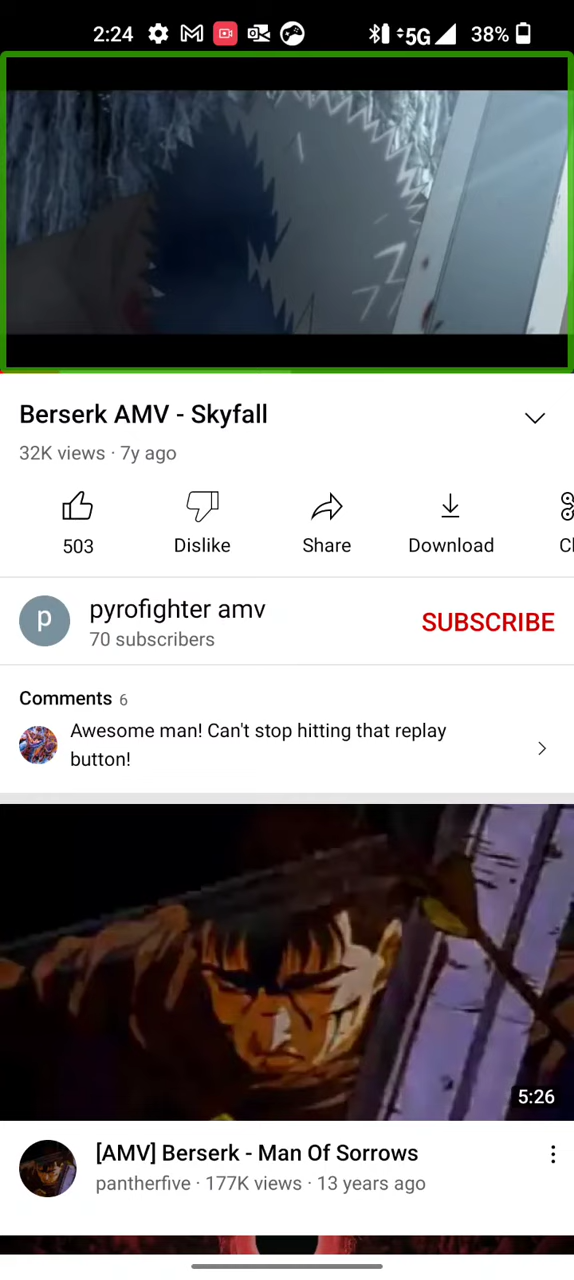 2:24 5G 38%
Berserk AMV - Skyfall
32K views · 7y ago
503 Dislike Share Download
p pyrofighter amv SUBSCRIBE
70 subscribers
Comments 6
Awesome man! Can't stop hitting that replay
button!
5:26
[AMV] Berserk - Man Of Sorrows
pantherfive · 177K views · 13 years ago